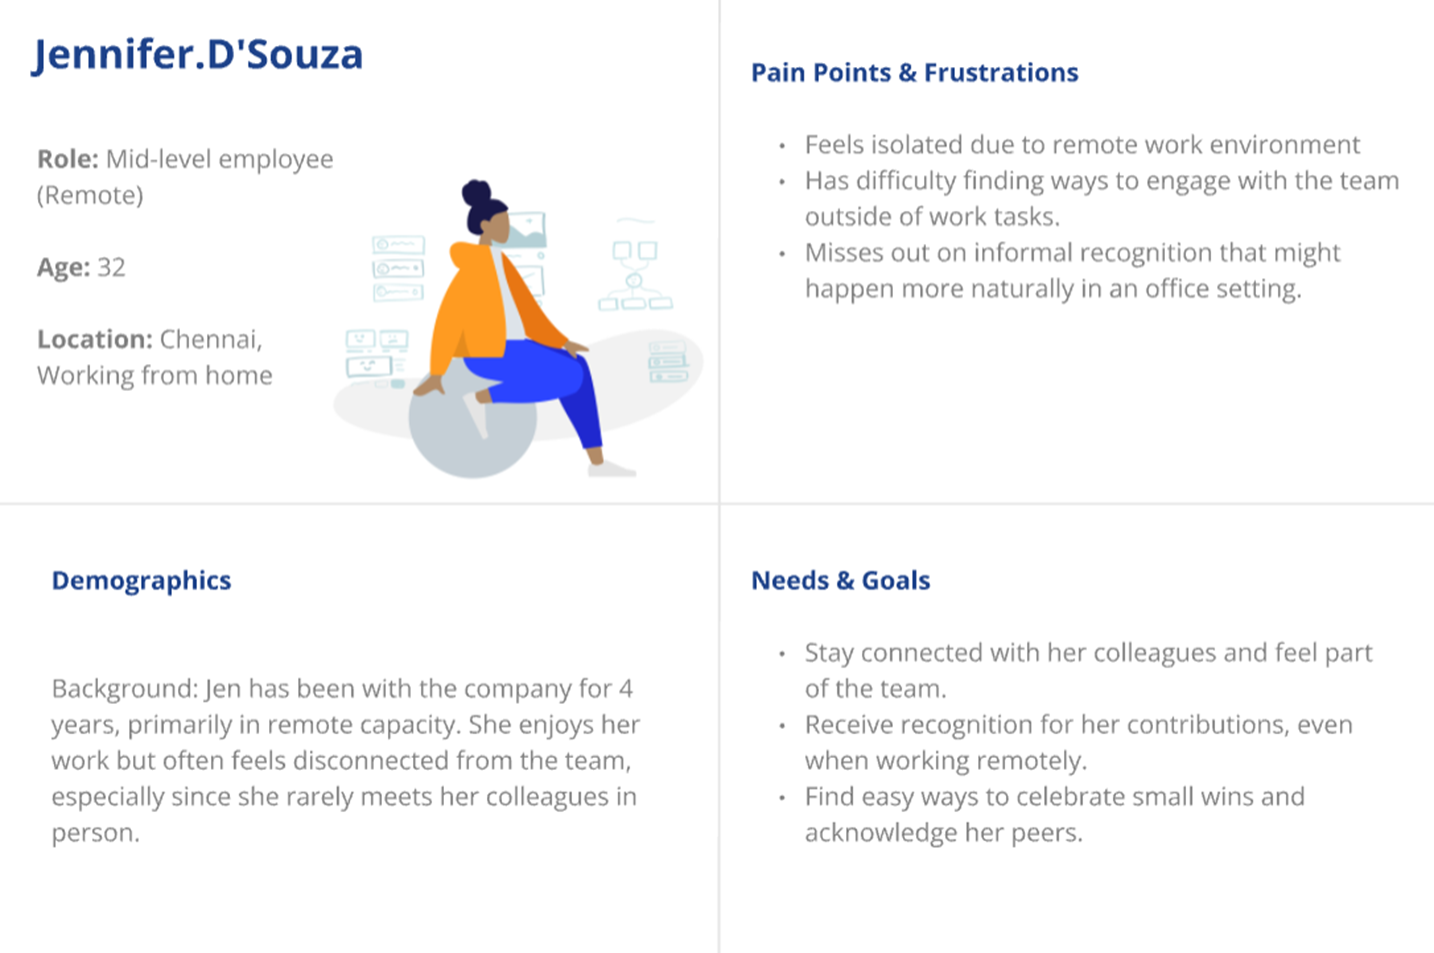 Jennifer.D'Souza
Role: Mid-level employee
(Remote)
Age: 32
Location: Chennai,
Working from home
Pain Points & Frustrations
• Feels isolated due to remote work environment
• Has difficulty finding ways to engage with the team
outside of work tasks.
• Misses out on informal recognition that might
happen more naturally in an office setting.
Demographics
Background: Jen has been with the company for 4
years, primarily in remote capacity. She enjoys her
work but often feels disconnected from the team,
especially since she rarely meets her colleagues in
person.
Needs & Goals
• Stay connected with her colleagues and feel part
of the team.
• Receive recognition for her contributions, even
when working remotely.
• Find easy ways to celebrate small wins and
acknowledge her peers.